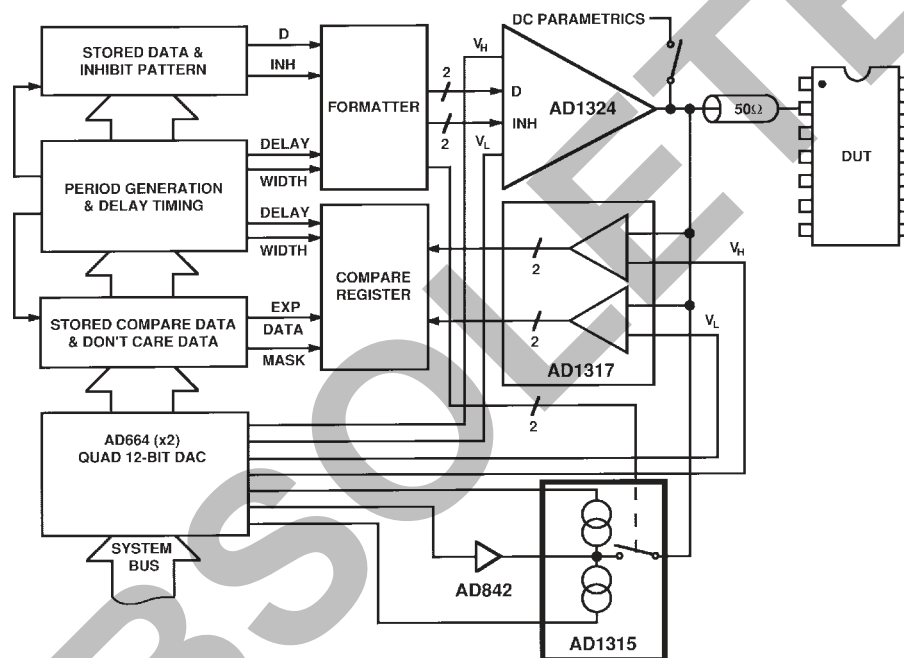 DC PARAMETRICS
STORED DATA &
INHIBIT PATTERN
D
INH
FORMATTER
2
2
VH
D
INH
VL
AD1324
50Ω
DUT
PERIOD GENERATION
& DELAY TIMING
DELAY
WIDTH
DELAY
WIDTH
COMPARE
REGISTER
2
2
VH
VL
AD1317
STORED COMPARE DATA
& DON'T CARE DATA
EXP
DATA
MASK
2
AD664 (x2)
QUAD 12-BIT DAC
SYSTEM
BUS
AD842
AD1315
OBSOLETE